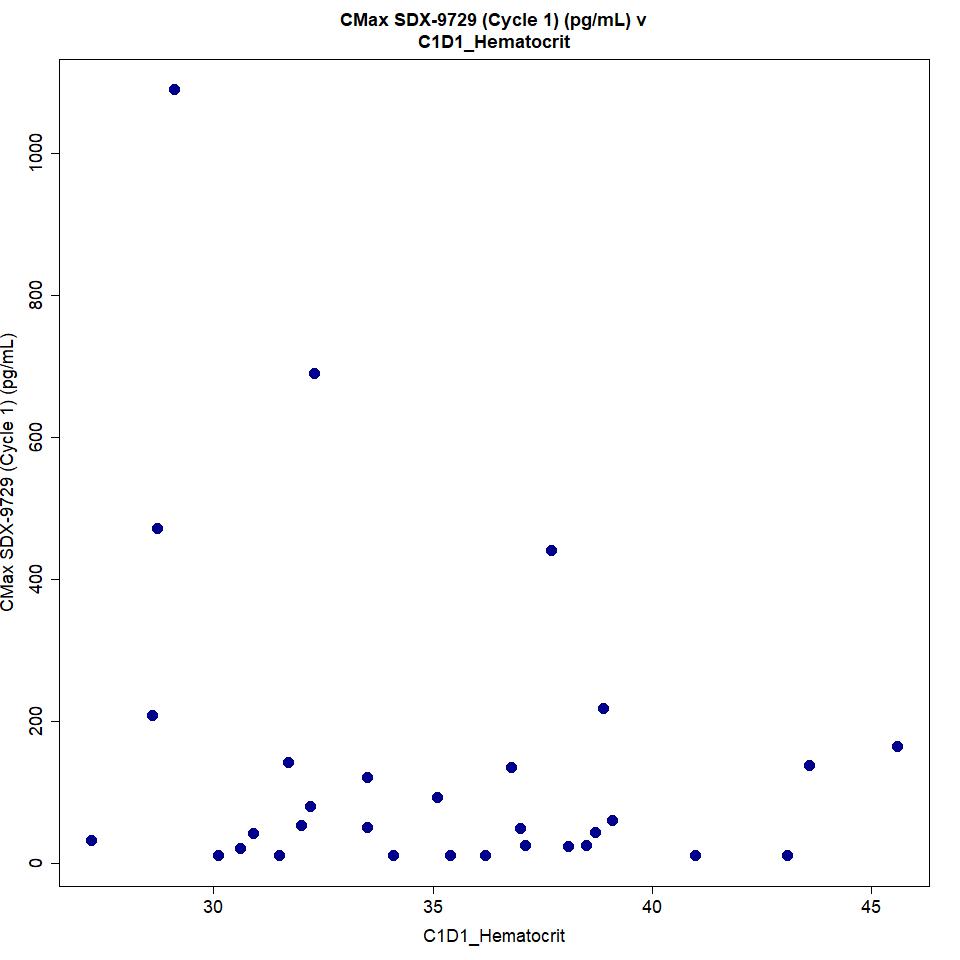 CMax SDX-9729 (Cycle 1) (pg/mL) v
C1D1_Hematocrit
1000
800
600
400
200
0
CMax SDX-9729 (Cycle 1) (pg/mL)
30
35
40
45
C1D1_Hematocrit